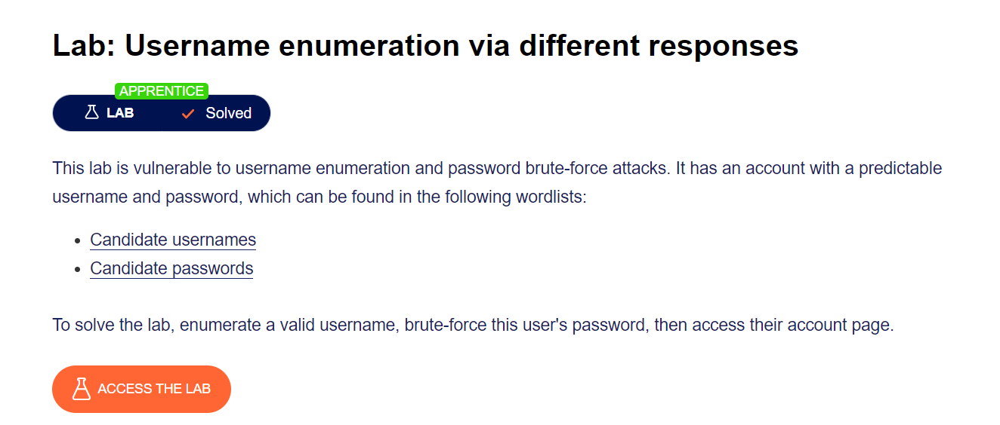 Lab: Username enumeration via different responses
APPRENTICE
LAB Solved
This lab is vulnerable to username enumeration and password brute-force attacks. It has an account with a predictable
username and password, which can be found in the following wordlists:
• Candidate usernames
• Candidate passwords
To solve the lab, enumerate a valid username, brute-force this user's password, then access their account page.
ACCESS THE LAB